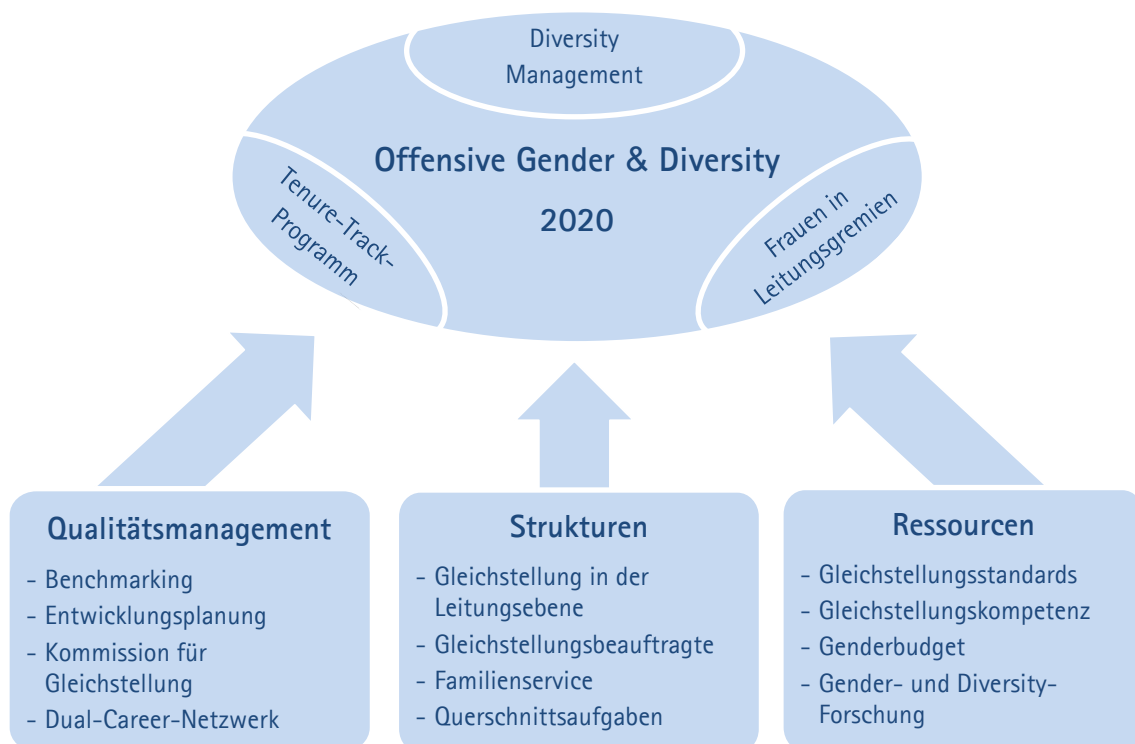 Diversity
Management
Offensive Gender & Diversity
2020
Tenure-Track-
Programm
Frauen in
Leitungsgremien
Qualitätsmanagement
- Benchmarking
- Entwicklungsplanung
- Kommission für
Gleichstellung
- Dual-Career-Netzwerk
Strukturen
- Gleichstellung in der
Leitungsebene
- Gleichstellungsbeauftragte
- Familienservice
- Querschnittsaufgaben
Ressourcen
- Gleichstellungsstandards
- Gleichstellungskompetenz
- Genderbudget
- Gender- und Diversity-
Forschung